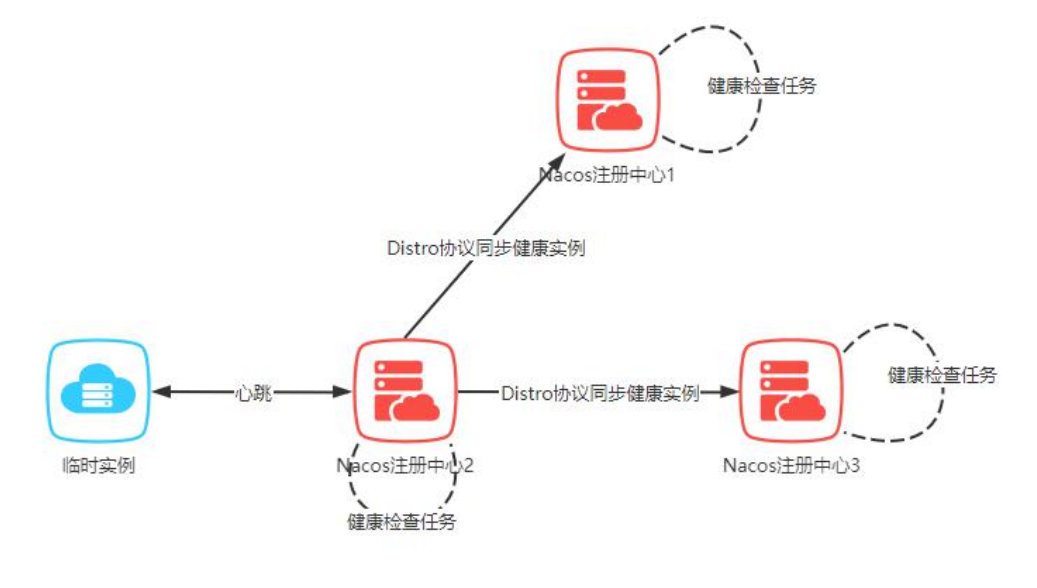 健康检查任务
Nacos注册中心1
Distro协议同步健康实例
健康检查任务
心跳
Distro协议同步健康实例
临时实例
Nacos注册中心2
Nacos注册中心3
健康检查任务